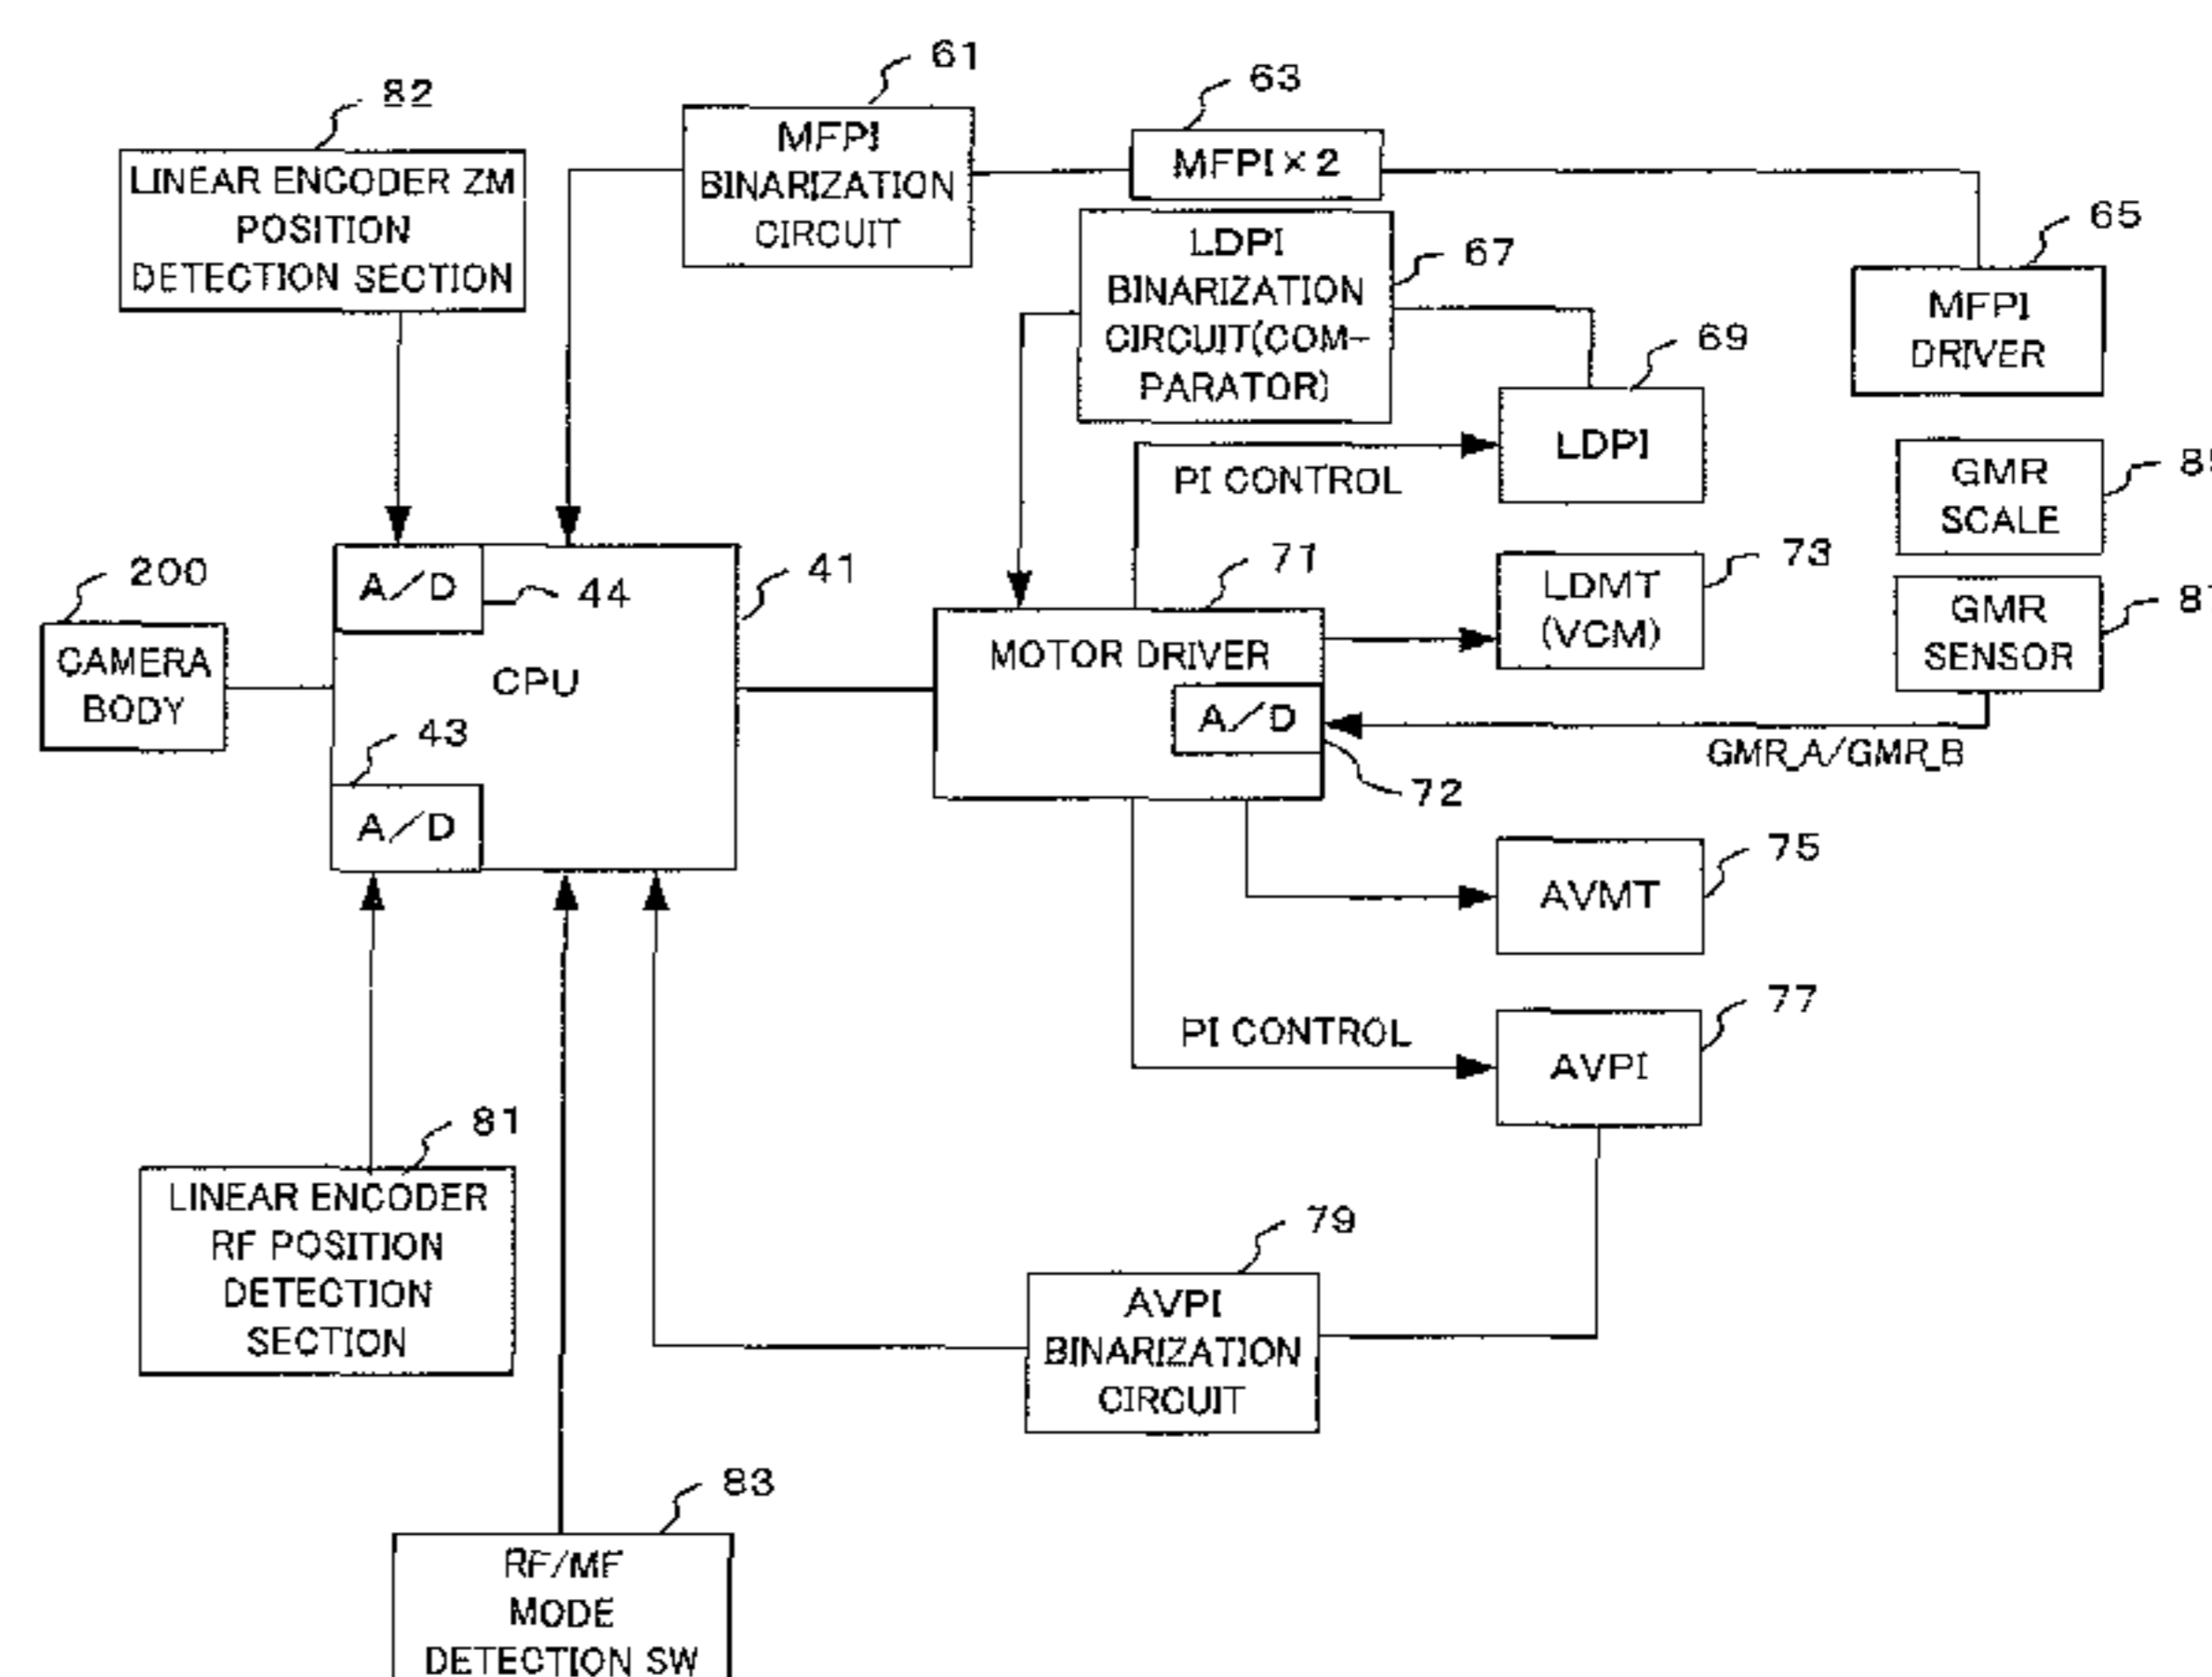 82
61
63
LINEAR ENCODER ZM
POSITION
DETECTION SECTION
MFPI
BINARIZATION
CIRCUIT
MFPI×2
65
MFPI
DRIVER
LDPI
BINARIZATION
CIRCUIT(COM-
PARATOR)
67
69
LDPI
PI CONTROL
GMR
SCALE
200
CAMERA
BODY
A/D
44
41
CPU
43
A/D
71
MOTOR DRIVER
A/D
72
LDMT
(VCM)
73
GMR
SENSOR
GMR_A/GMR_B
75
AVMT
77
PI CONTROL
AVPI
81
LINEAR ENCODER
RF POSITION
DETECTION
SECTION
79
AVPI
BINARIZATION
CIRCUIT
83
RF/MF
MODE
DETECTION SW